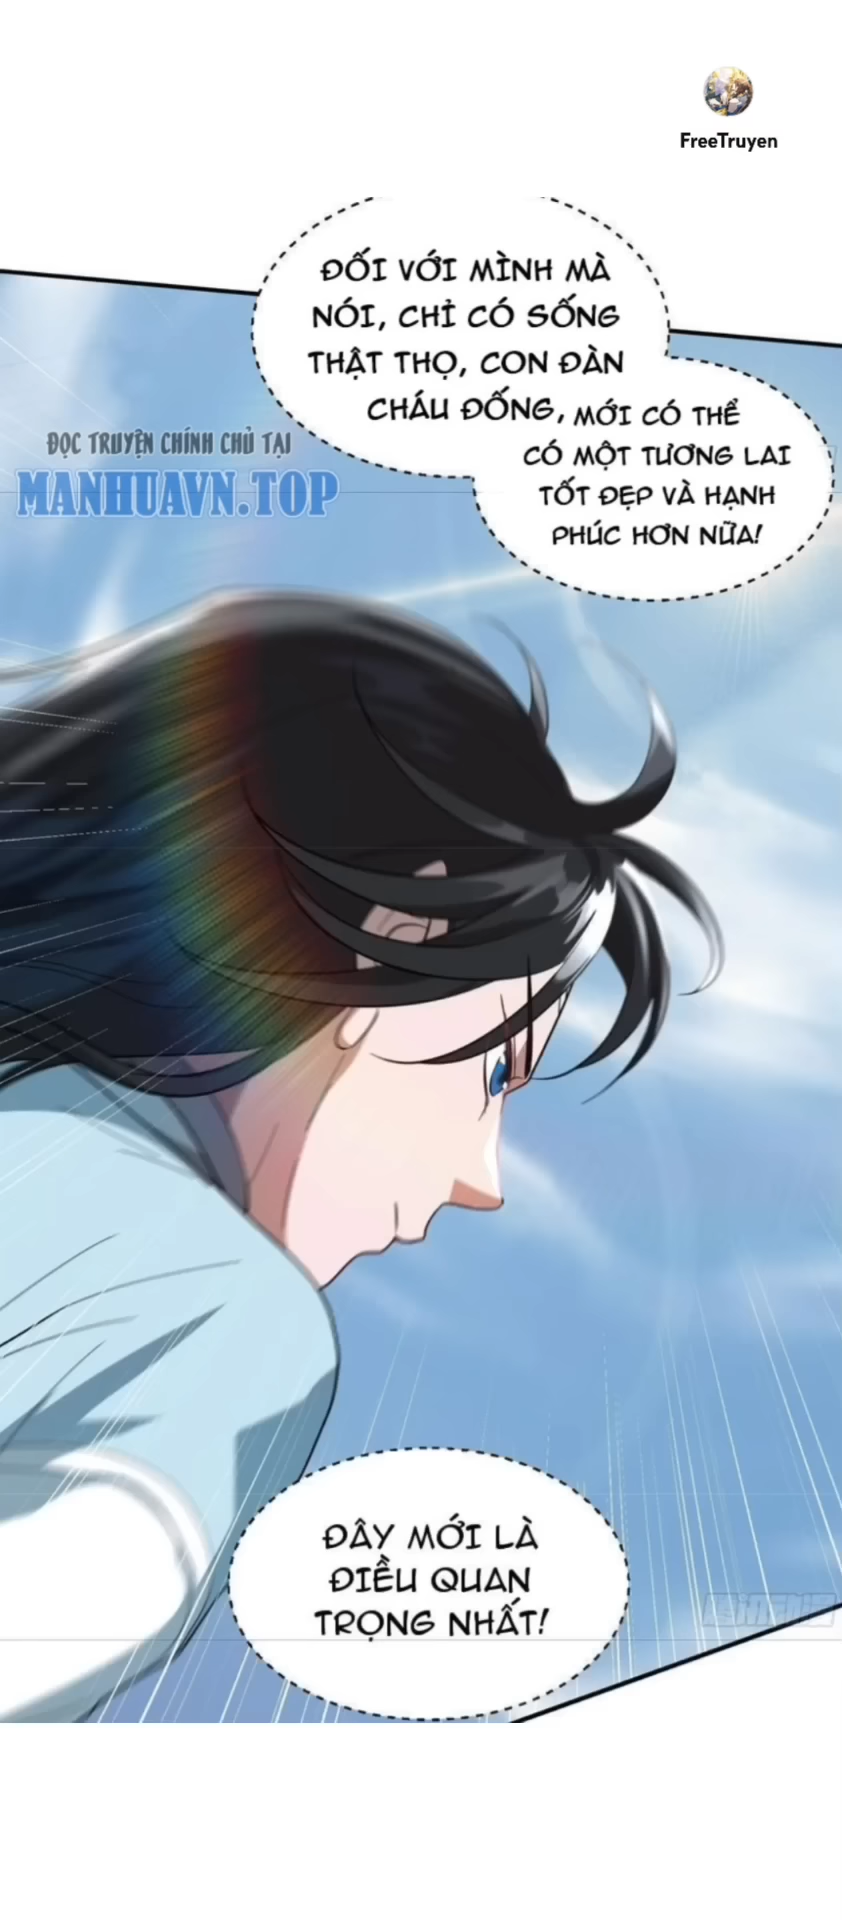 FreeTruyen
ĐỐI VỚI MÌNH MÀ
NÓI, CHỈ CÓ SỐNG
THẬT THỌ, CON ĐÀN
CHÁU ĐỐNG,
MỚI CÓ THỂ
CÓ MỘT TƯƠNG LAI
TỐT ĐẸP VÀ HẠNH
PHÚC HƠN NỮA!
ĐỌC TRUYỆN CHÍNH CHỦ TẠI
MANHUAVN.TOP
ĐÂY MỚI LÀ
ĐIỀU QUAN
TRỌNG NHẤT!